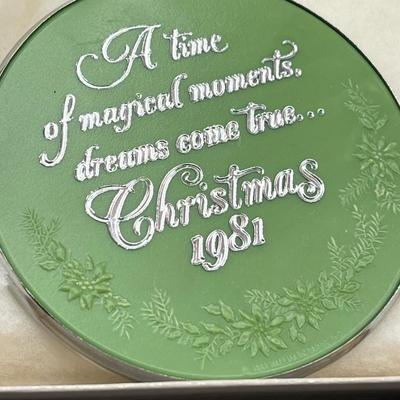 A time
of magical moments,
dreams come true...
Christmas
1981